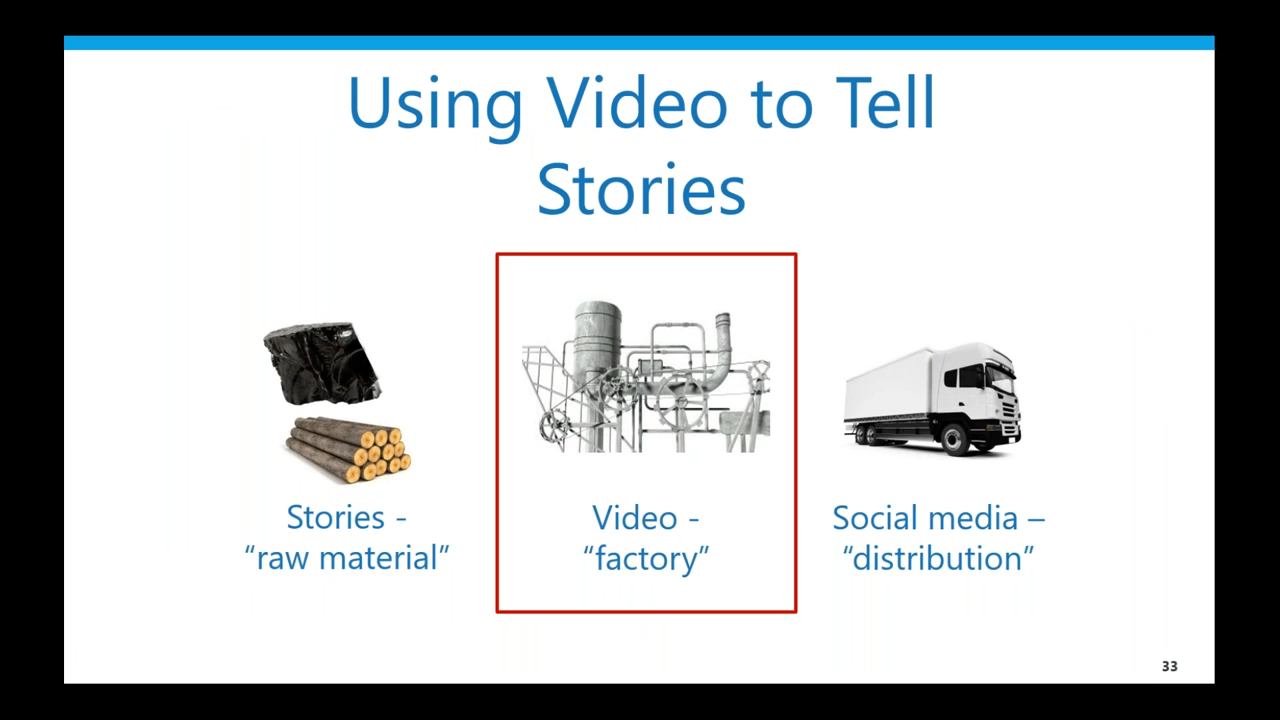 Using Video to Tell
Stories
Stories -
“raw material”
Video -
“factory”
Social media –
“distribution”
33